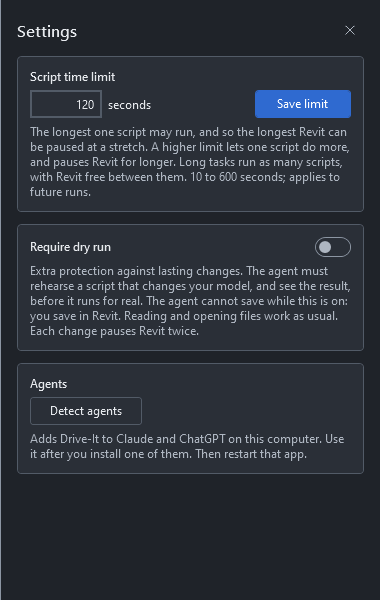 Settings
Script time limit
120 seconds Save limit
The longest one script may run, and so the longest Revit can
be paused at a stretch. A higher limit lets one script do more,
and pauses Revit for longer. Long tasks run as many scripts,
with Revit free between them. 10 to 600 seconds; applies to
future runs.
Require dry run
Extra protection against lasting changes. The agent must
rehearse a script that changes your model, and see the result,
before it runs for real. The agent cannot save while this is on:
you save in Revit. Reading and opening files work as usual.
Each change pauses Revit twice.
Agents
Detect agents
Adds Drive-It to Claude and ChatGPT on this computer. Use
it after you install one of them. Then restart that app.